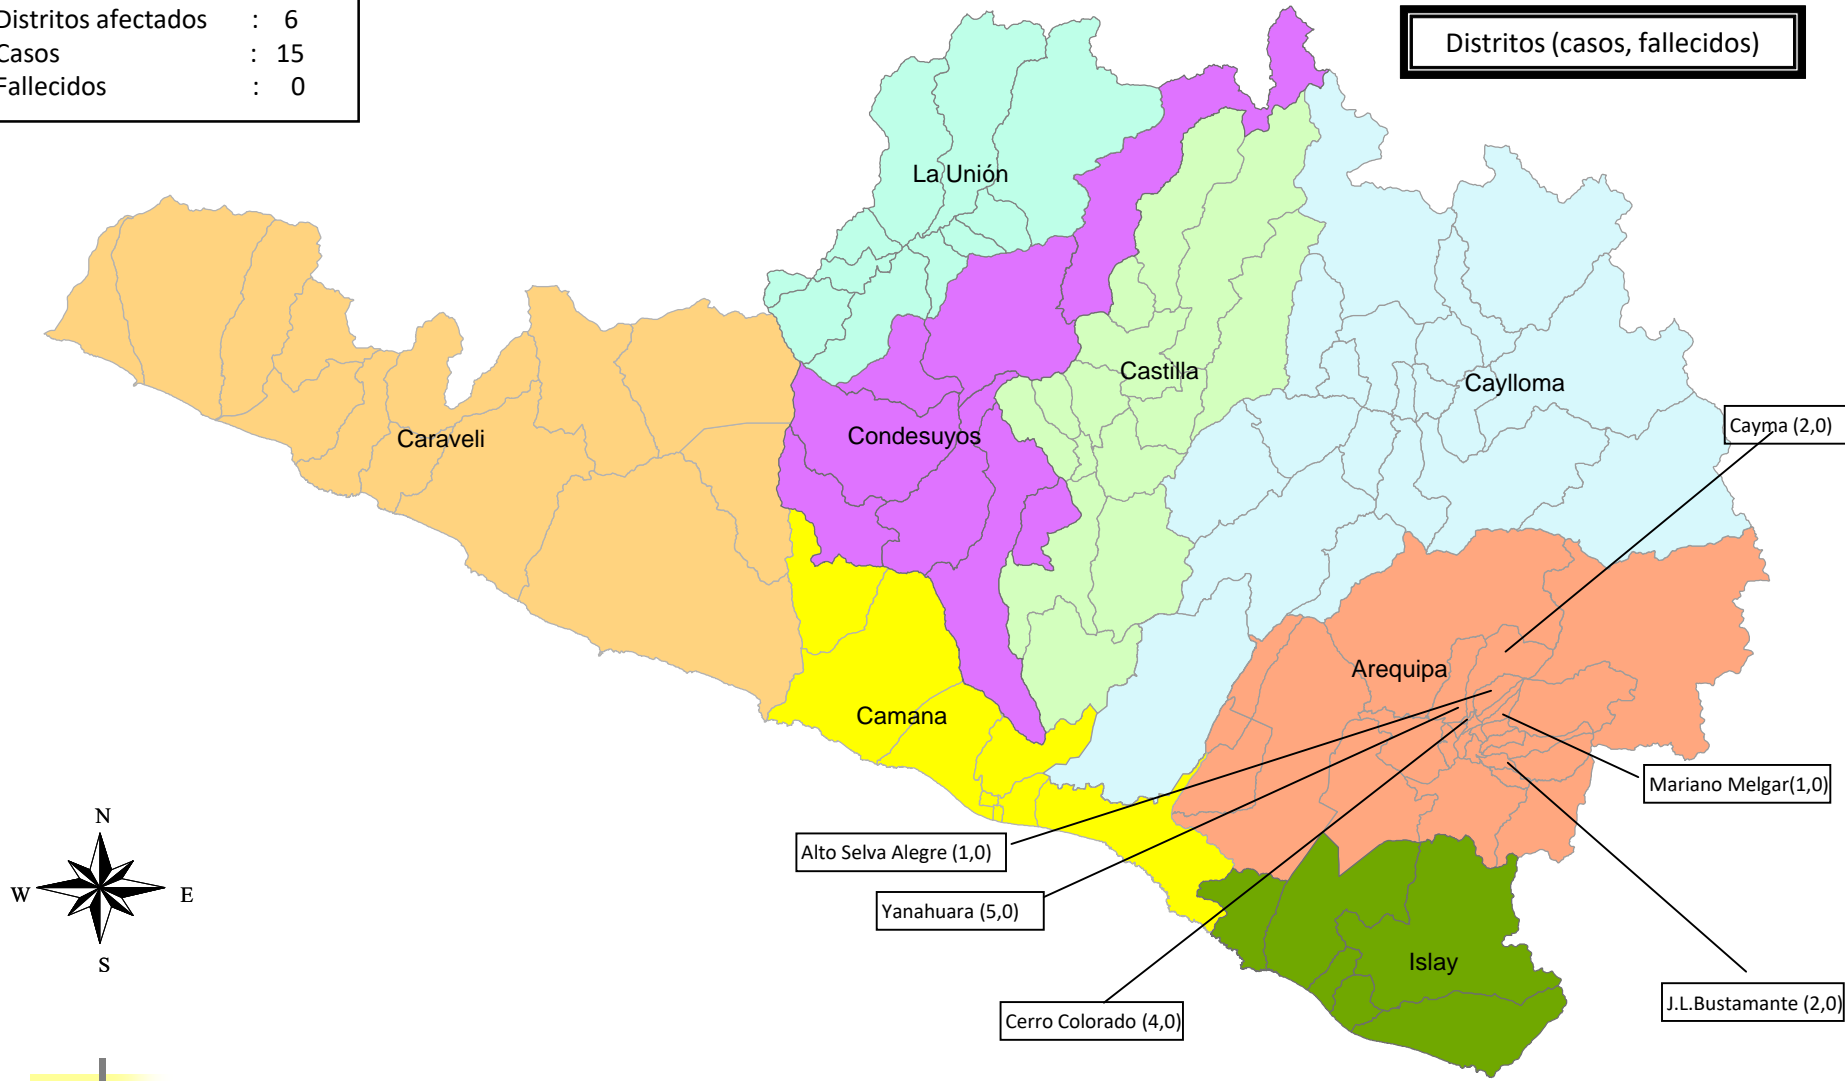 Distritos afectados : 6
Casos : 15
Fallecidos : 0
Distritos (casos, fallecidos)
La Unión
Castilla
Caylloma
Cayma (2,0)
Caraveli
Condesuyos
Arequipa
Camana
Mariano Melgar(1,0)
Alto Selva Alegre (1,0)
Yanahuara (5,0)
Islay
J.L.Bustamante (2,0)
Cerro Colorado (4,0)
N
W E
S